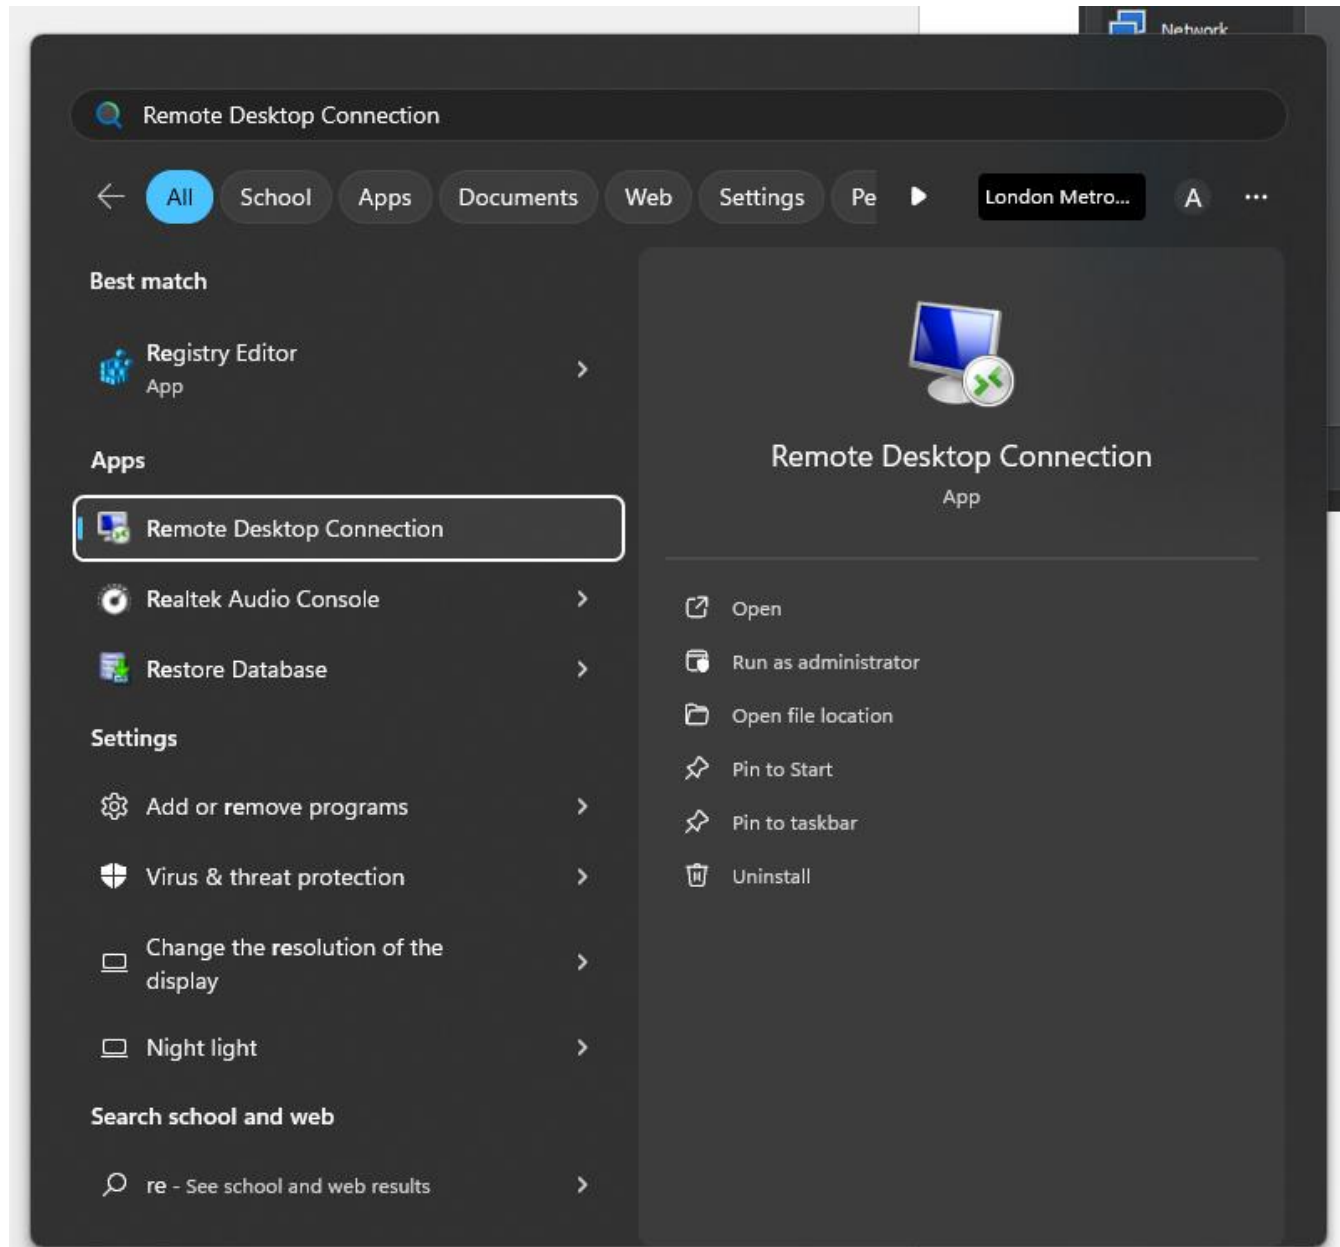 Network
Remote Desktop Connection
All School Apps Documents Web Settings Pe London Metro... A ...
Best match
Registry Editor
App
Apps
Remote Desktop Connection
Realtek Audio Console
Restore Database
Settings
Add or remove programs
Virus & threat protection
Change the resolution of the
display
Night light
Search school and web
re - See school and web results
Remote Desktop Connection
App
Open
Run as administrator
Open file location
Pin to Start
Pin to taskbar
Uninstall